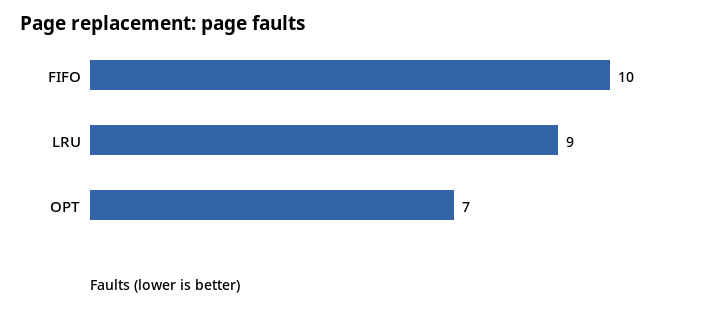 Page replacement: page faults
FIFO 10
LRU 9
OPT 7
Faults (lower is better)